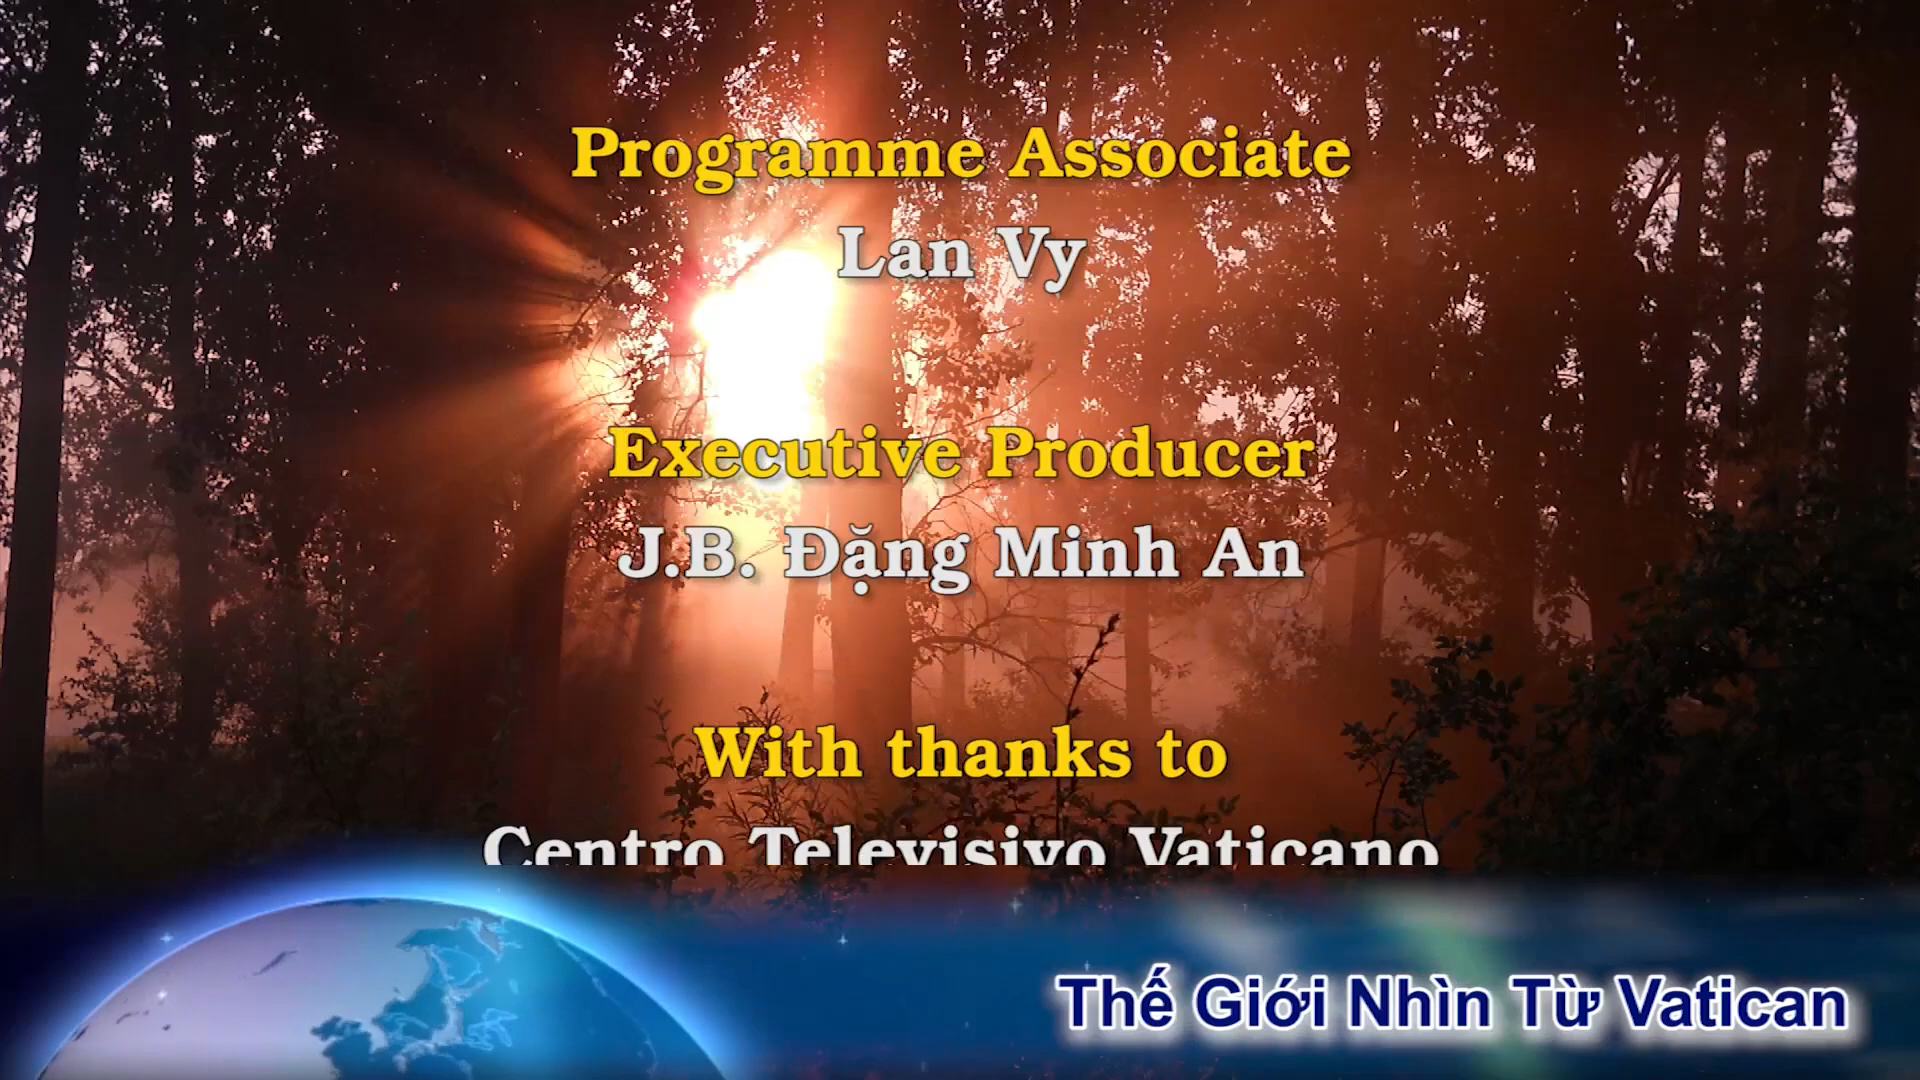 Programme Associate
Lan Vy
Executive Producer
J.B. Đặng Minh An
With thanks to
Centro Televisivo Vaticano
Thế Giới Nhìn Từ Vatican